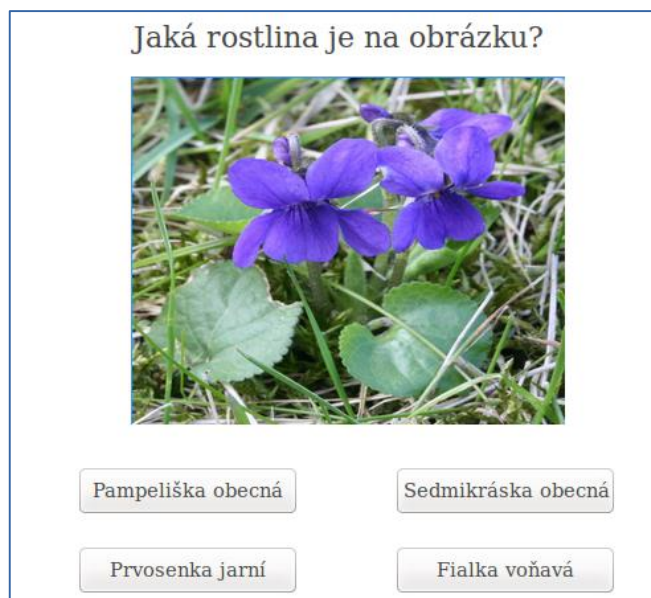 Jaká rostlina je na obrázku?
Pampeliška obecná
Sedmikráska obecná
Prvosenka jarní
Fialka voňavá